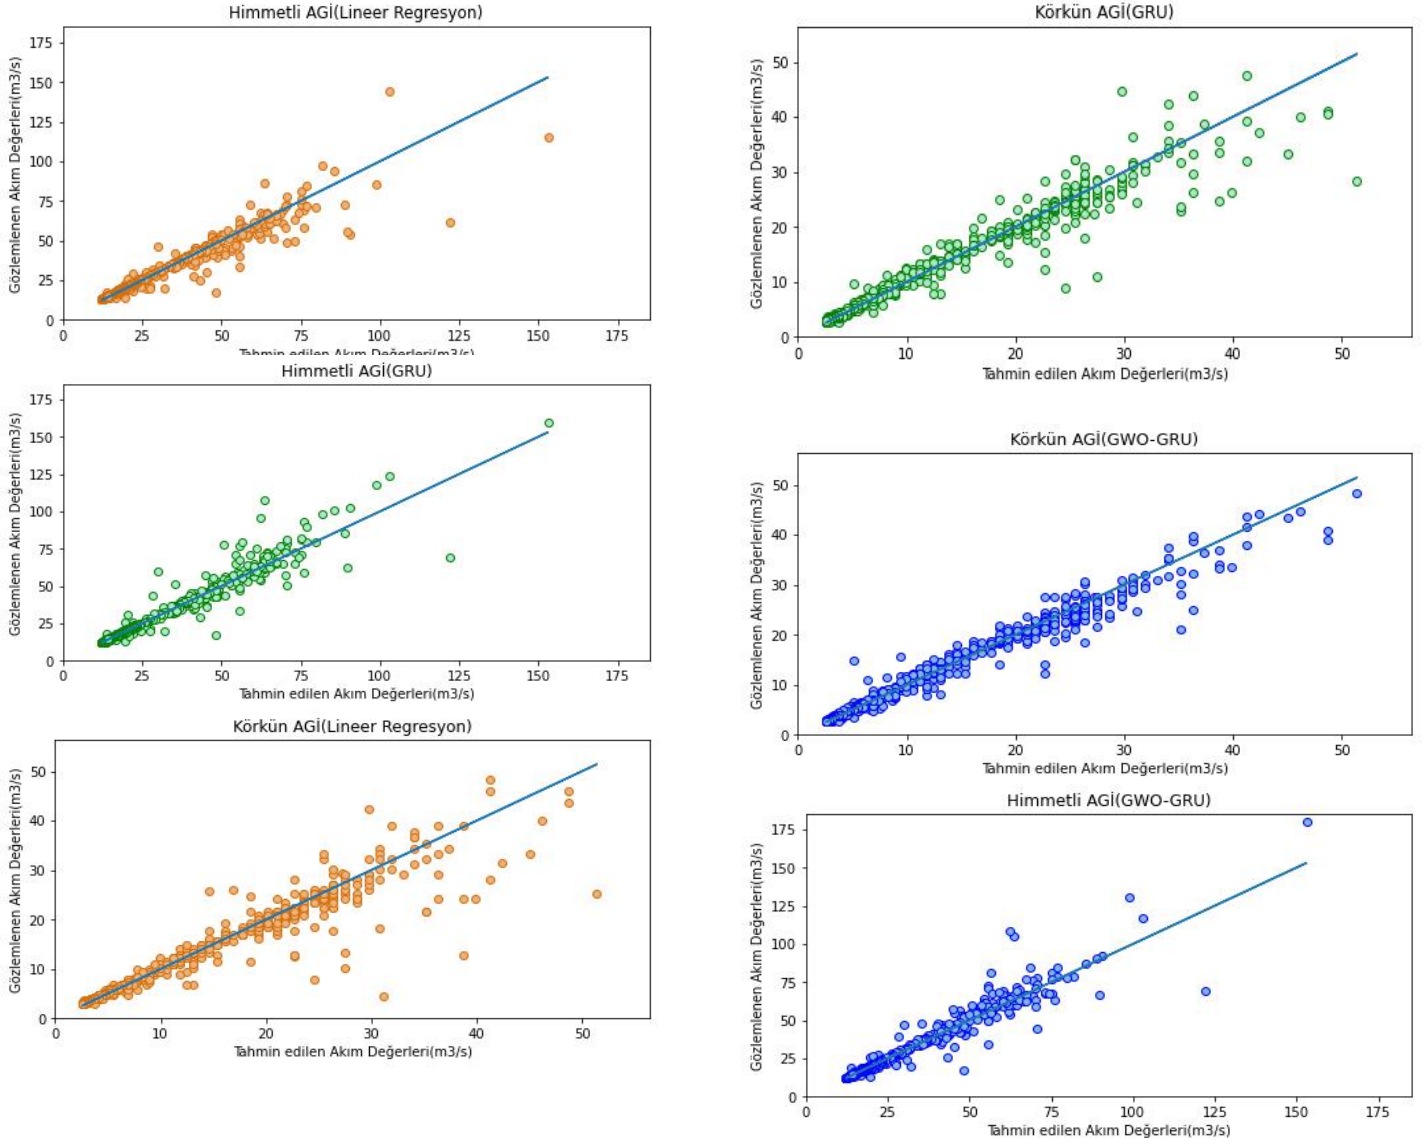 Himmetli AGİ(Lineer Regresyon)
Gözlemlenen Akım Değerleri(m3/s)
175
150
125
100
75
50
25
0
0 25 50 75 100 125 150 175
Tahmin edilen Akım Değerleri(m3/s)
Himmetli AGİ(GRU)
Gözlemlenen Akım Değerleri(m3/s)
175
150
125
100
75
50
25
0
0 25 50 75 100 125 150 175
Tahmin edilen Akım Değerleri(m3/s)
Körkün AGİ(Lineer Regresyon)
Gözlemlenen Akım Değerleri(m3/s)
50
40
30
20
10
0
0 10 20 30 40 50
Tahmin edilen Akım Değerleri(m3/s)
Körkün AGİ(GRU)
Gözlemlenen Akım Değerleri(m3/s)
50
40
30
20
10
0
0 10 20 30 40 50
Tahmin edilen Akım Değerleri(m3/s)
Körkün AGİ(GWO-GRU)
Gözlemlenen Akım Değerleri(m3/s)
50
40
30
20
10
0
0 10 20 30 40 50
Tahmin edilen Akım Değerleri(m3/s)
Himmetli AGİ(GWO-GRU)
Gözlemlenen Akım Değerleri(m3/s)
175
150
125
100
75
50
25
0
0 25 50 75 100 125 150 175
Tahmin edilen Akım Değerleri(m3/s)